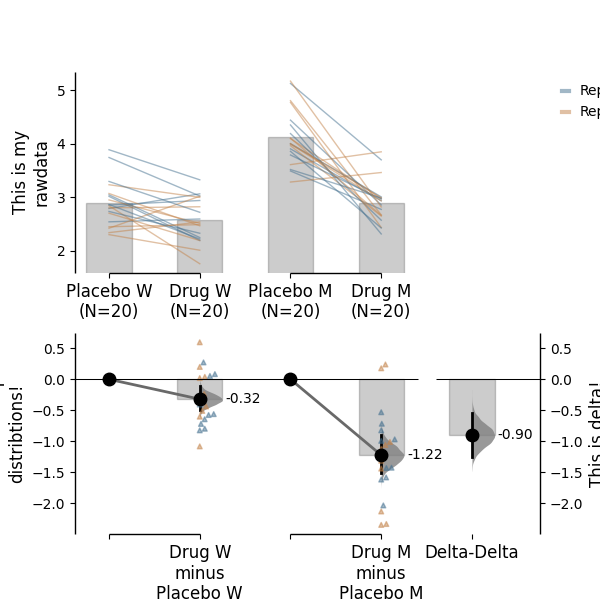 This is my
rawdata
5
4
3
2
Rep
Rep
Placebo W
(N=20)
Drug W
(N=20)
Placebo M
(N=20)
Drug M
(N=20)
distribtions!
0.5
0.0
−0.5
−1.0
−1.5
−2.0
-0.32
-1.22
-0.90
0.5
0.0
−0.5
−1.0
−1.5
−2.0
This is delta!
Drug W
minus
Placebo W
Drug M
minus
Placebo M
Delta-Delta